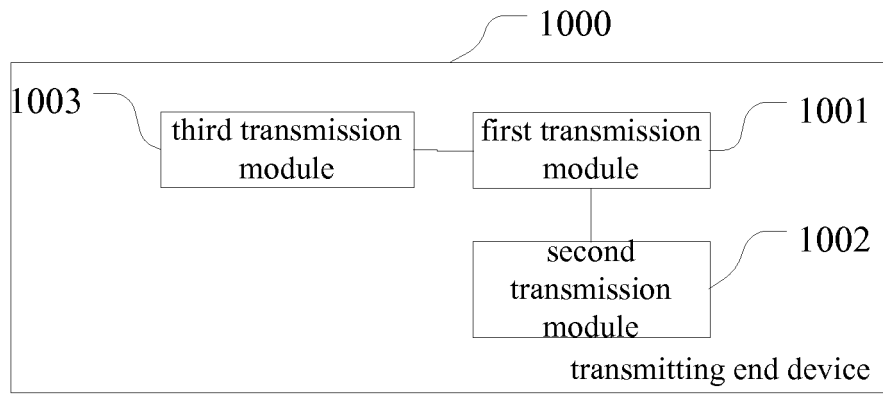 1000
1003
third transmission
module
first transmission
module
1001
second
transmission
module
1002
transmitting end device